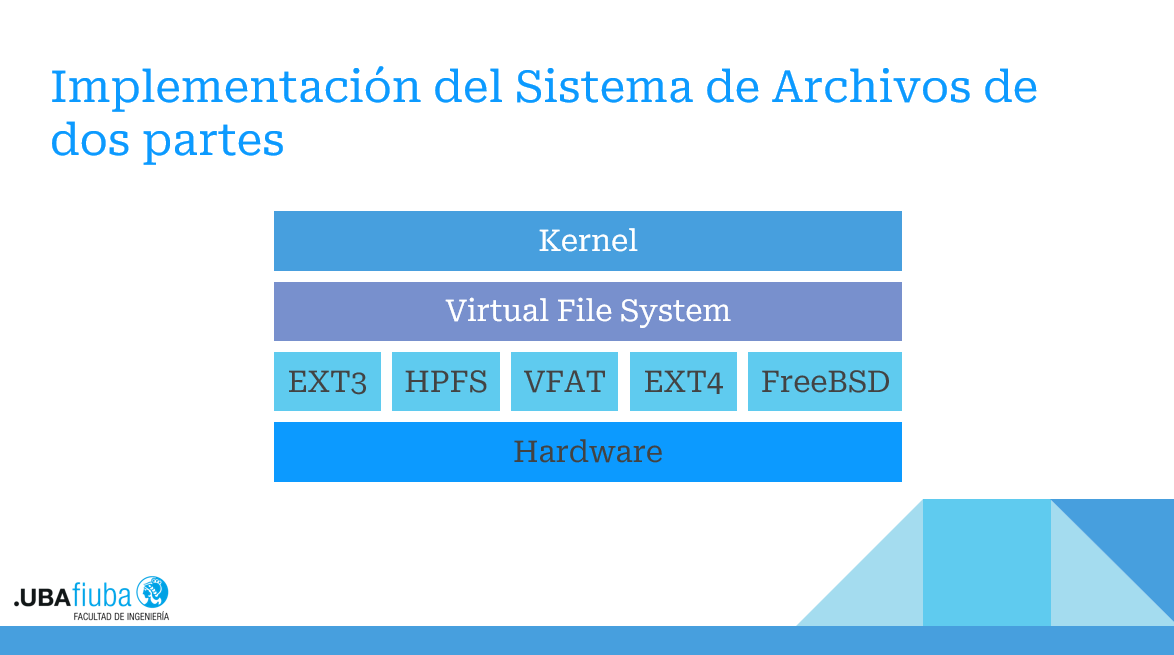 Implementación del Sistema de Archivos de
dos partes
Kernel
Virtual File System
EXT3 HPFS VFAT EXT4 FreeBSD
Hardware
.UBAfiuba
FACULTAD DE INGENIERÍA